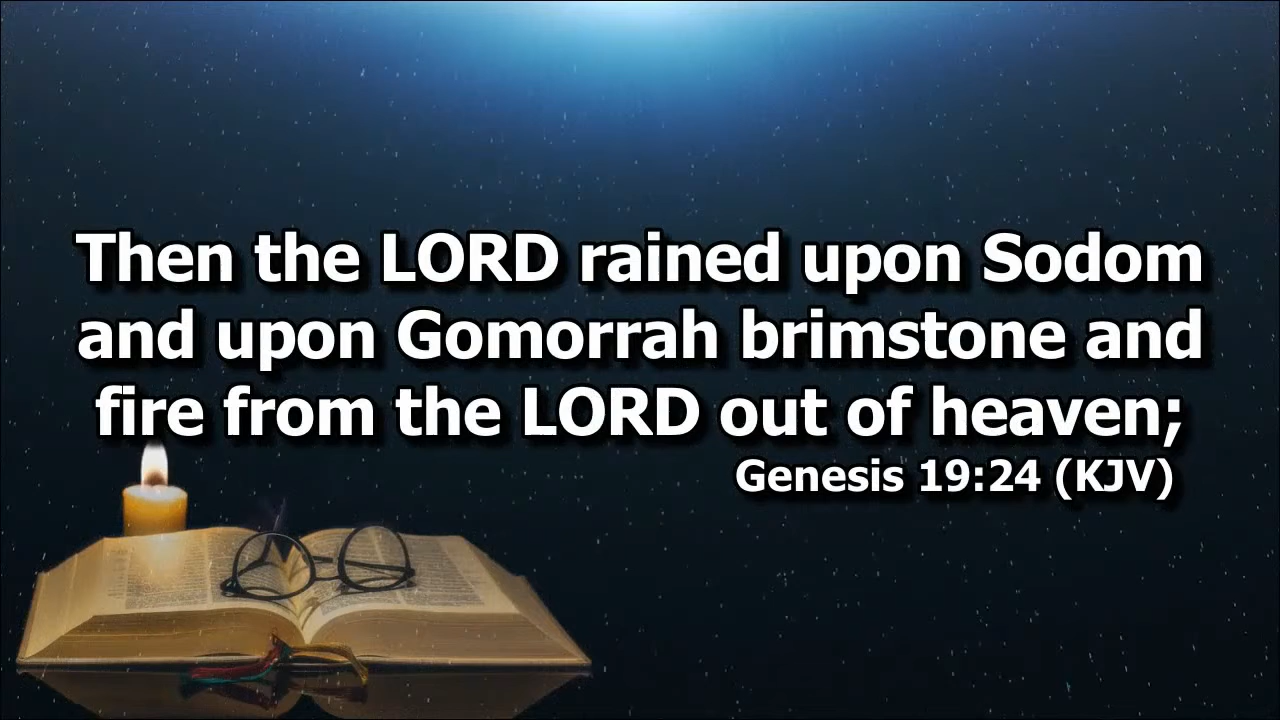 Then the LORD rained upon Sodom
and upon Gomorrah brimstone and
fire from the LORD out of heaven;
Genesis 19:24 (KJV)